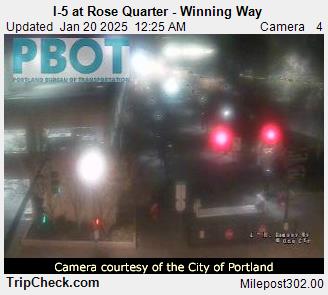 I-5 at Rose Quarter - Winning Way
Updated Jan 20 2025 12:25 AM Camera 4
PBOT
PORTLAND BUREAU OF TRANSPORTATION
Camera courtesy of the City of Portland
TripCheck.com Milepost302.00